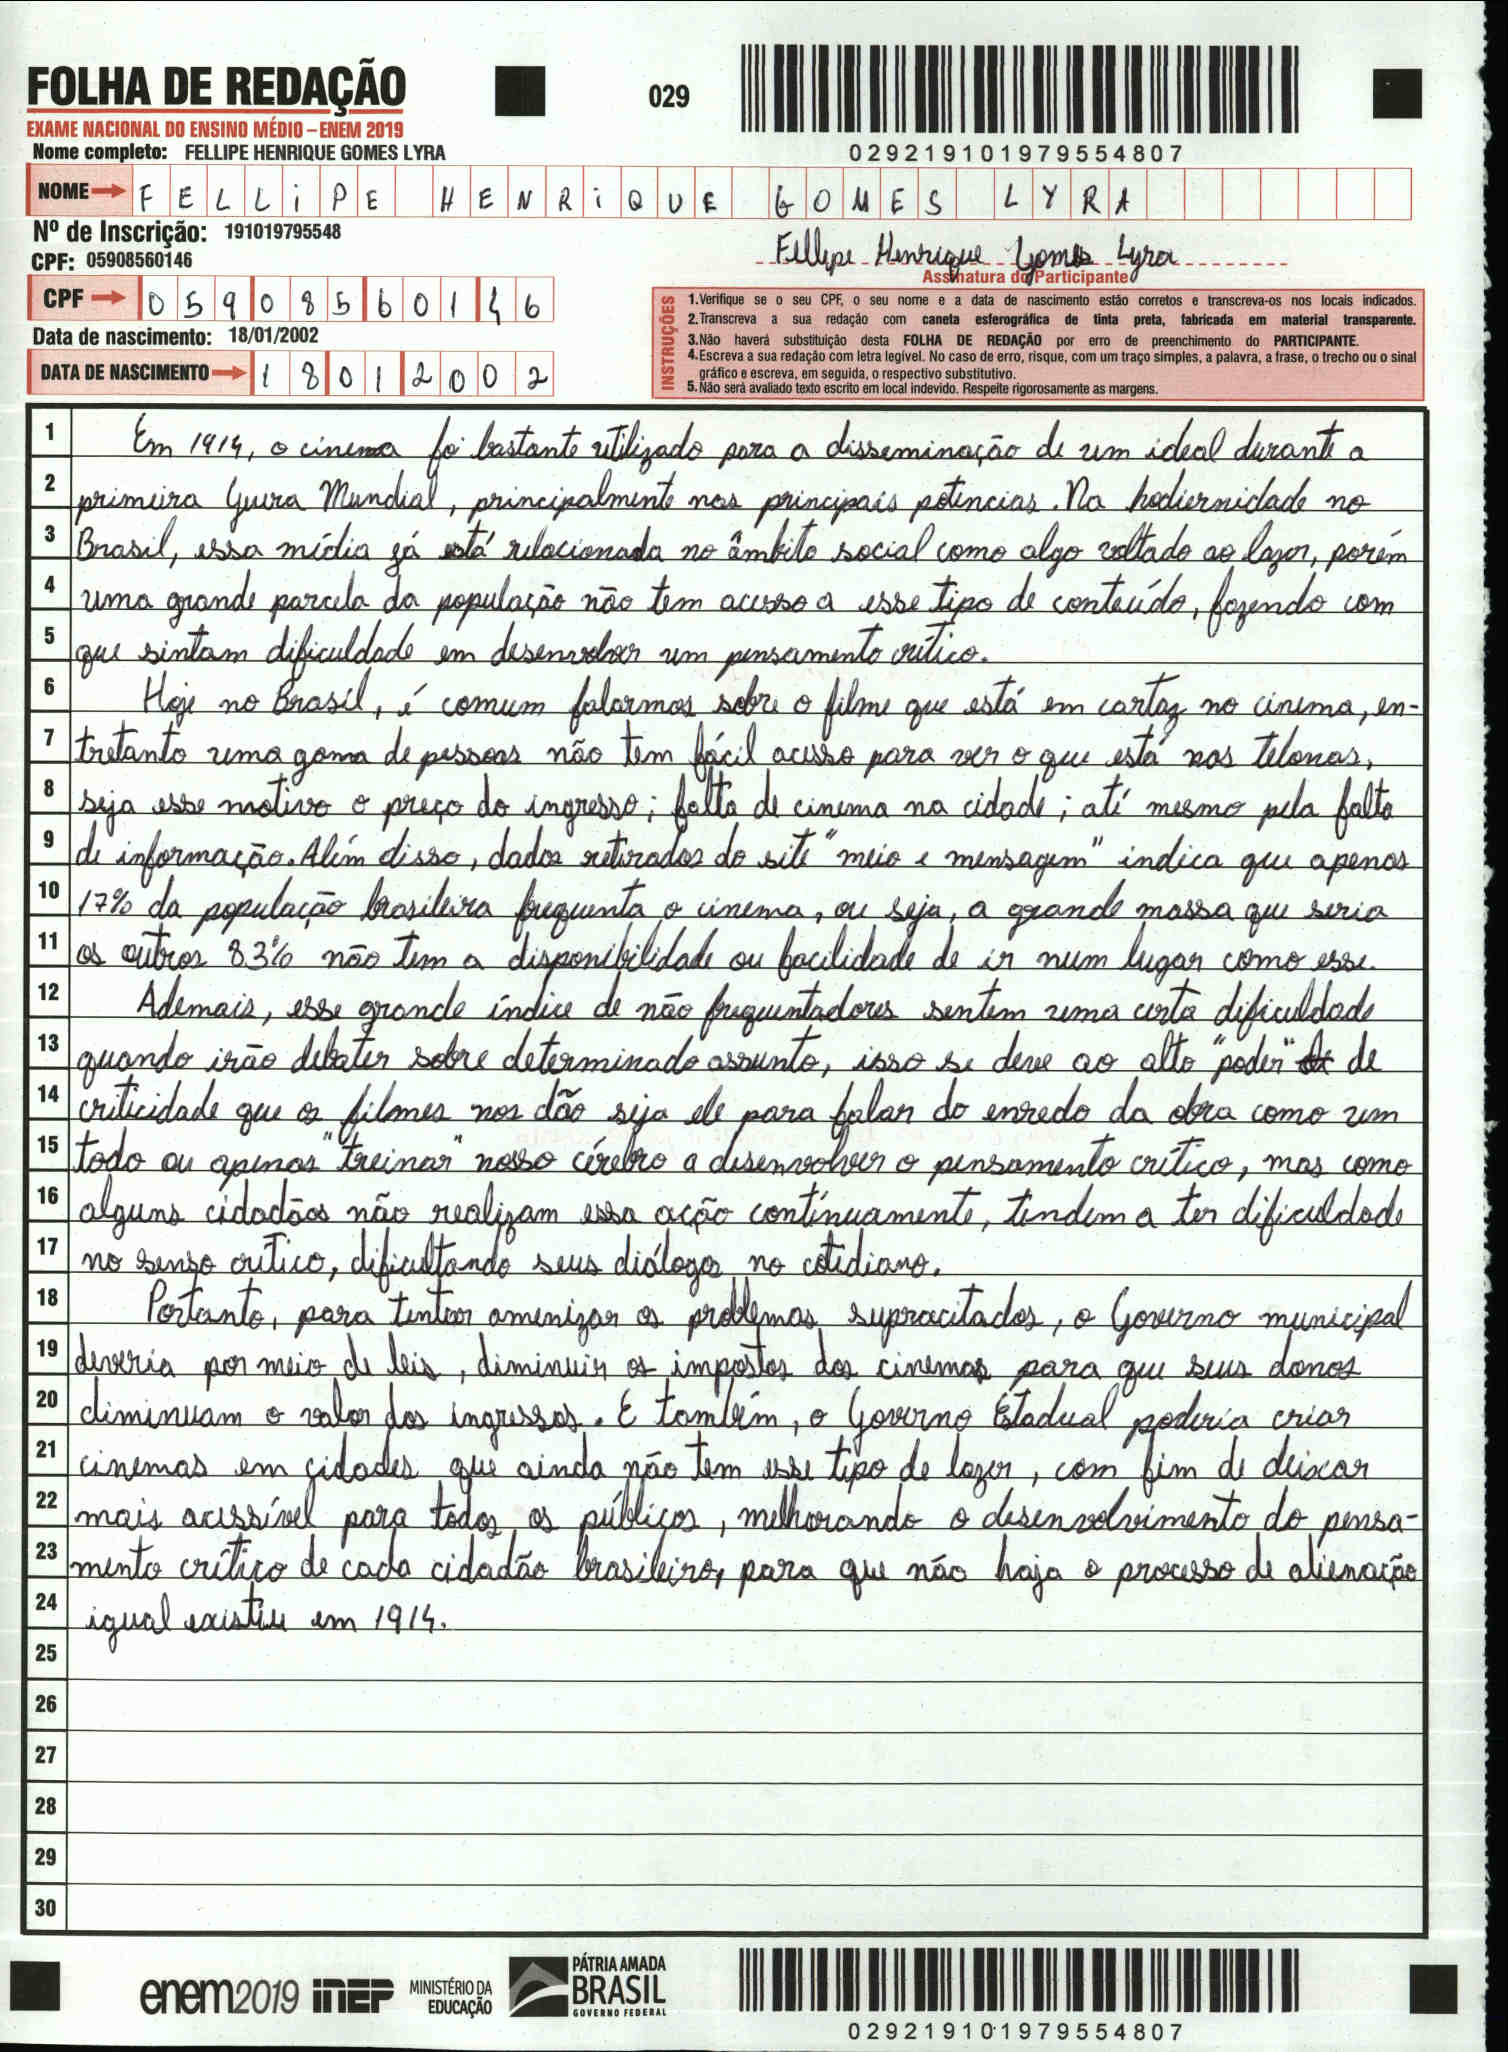 FOLHA DE REDAÇÃO
029
EXAME NACIONAL DO ENSINO MÉDIO – ENEM 2019
Nome completo: FELLIPE HENRIQUE GOMES LYRA
029219101979554807
NOME FELLIPE HENRIQUE GOMES LYRA
Nº de Inscrição: 191019795548
Fellipe Henrique Gomes Lyra
CPF: 05908560146
Assinatura do Participante
CPF 05908560146
Data de nascimento: 18/01/2002
DATA DE NASCIMENTO 18012002
INSTRUÇÕES
1. Verifique se o seu CPF, o seu nome e a data de nascimento estão corretos e transcreva-os nos locais indicados.
2. Transcreva a sua redação com caneta esferográfica de tinta preta, fabricada em material transparente.
3. Não haverá substituição desta FOLHA DE REDAÇÃO por erro de preenchimento do PARTICIPANTE.
4. Escreva a sua redação com letra legível. No caso de erro, risque, com um traço simples, a palavra, a frase, o trecho ou o sinal
gráfico e escreva, em seguida, o respectivo substitutivo.
5. Não será avaliado texto escrito em local indevido. Respeite rigorosamente as margens.
1 Em 1914, o cinema foi bastante utilizado para a disseminação de um ideal durante a
2 primeira Guera Mundial, principalmente nas principais potências. Na hodiernidade no
3 Brasil, essa mídia já está relacionada no âmbito social como algo voltado ao lazer, porém
4 uma grande parcela da população não tem acesso a esse tipo de conteúdo, fazendo com
5 que sintam dificuldade em desenvolver um pensamento crítico.
6 Hoje no Brasil, é comum falarmos sobre o filme que está em cartaz no cinema, en-
7 tretanto uma gama de pessoas não tem fácil acesso para ver o que está nas telonas,
8 seja esse motivo o preço do ingresso; falta de cinema na cidade; até mesmo pela falta
9 de informação. Além disso, dados retirados do site "meio e mensagem" indica que apenas
10 17% da população brasileira frequenta o cinema, ou seja, a grande massa que seria
11 os outros 83% não tem a disponibilidade ou facilidade de ir num lugar como esse.
12 Ademais, esse grande índice de não frequentadores sentem uma certa dificuldade
13 quando irão debater sobre determinado assunto, isso se deve ao alto "poder" de
14 criticidade que os filmes nos dão seja ele para falar do enredo da obra como um
15 todo ou apenas "treinar" nosso cérebro a desenvolver o pensamento crítico, mas como
16 alguns cidadãos não realizam essa ação contínuamente, tendem a ter dificuldade
17 no senso crítico, dificultando seus diálogos no cotidiano.
18 Portanto, para tentar amenizar os problemas supracitados, o Governo municipal
19 deveria por meio de leis, diminuir os impostos dos cinemas para que seus donos
20 diminuam o valor dos ingressos. E também, o Governo Estadual poderia criar
21 cinemas em cidades que ainda não tem esse tipo de lazer, com fim de deixar
22 mais acessível para todos os públicos, melhorando o desenvolvimento do pensa-
23 mento crítico de cada cidadão brasileiro, para que não haja o processo de alienação
24 igual existiu em 1914.
25
26
27
28
29
30
enem2019 inep MINISTÉRIO DA EDUCAÇÃO PÁTRIA AMADA BRASIL GOVERNO FEDERAL
029219101979554807